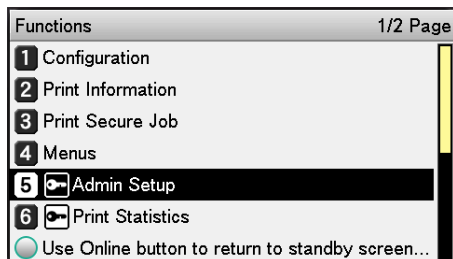 Functions 1/2 Page
1 Configuration
2 Print Information
3 Print Secure Job
4 Menus
5 Admin Setup
6 Print Statistics
Use Online button to return to standby screen...